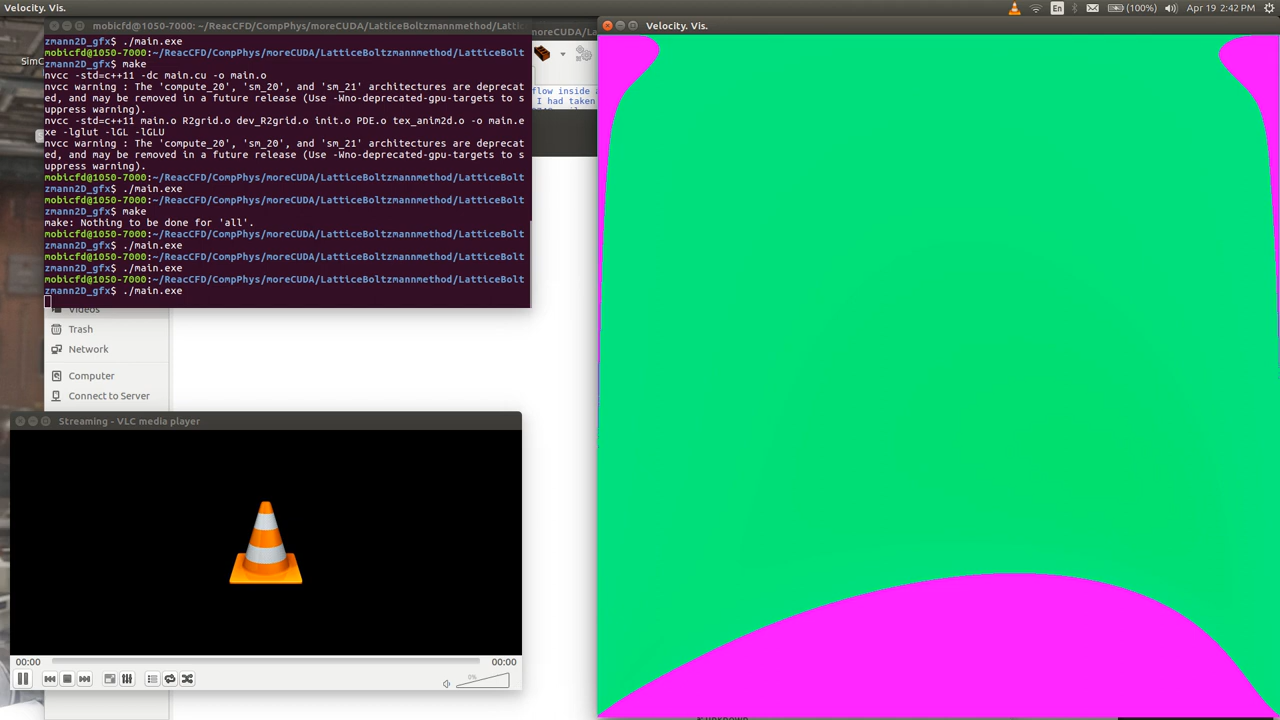 Velocity. Vis.
En
(100%)
Apr 19 2:42 PM
mobicfd@1050-7000: ~/ReacCFD/CompPhys/moreCUDA/LatticeBoltzmannmethod/Latti
zmann2D_gfx$ ./main.exe
mobicfd@1050-7000:~/ReacCFD/CompPhys/moreCUDA/LatticeBoltzmannmethod/LatticeBolt
zmann2D_gfx$ make
nvcc -std=c++11 -dc main.cu -o main.o
nvcc warning : The 'compute_20', 'sm_20', and 'sm_21' architectures are deprecat
ed, and may be removed in a future release (Use -Wno-deprecated-gpu-targets to s
uppress warning).
nvcc -std=c++11 main.o R2grid.o dev_R2grid.o init.o PDE.o tex_anim2d.o -o main.e
xe -lglut -lGL -lGLU
nvcc warning : The 'compute_20', 'sm_20', and 'sm_21' architectures are deprecat
ed, and may be removed in a future release (Use -Wno-deprecated-gpu-targets to s
uppress warning).
mobicfd@1050-7000:~/ReacCFD/CompPhys/moreCUDA/LatticeBoltzmannmethod/LatticeBolt
zmann2D_gfx$ ./main.exe
mobicfd@1050-7000:~/ReacCFD/CompPhys/moreCUDA/LatticeBoltzmannmethod/LatticeBolt
zmann2D_gfx$ make
make: Nothing to be done for 'all'.
mobicfd@1050-7000:~/ReacCFD/CompPhys/moreCUDA/LatticeBoltzmannmethod/LatticeBolt
zmann2D_gfx$ ./main.exe
mobicfd@1050-7000:~/ReacCFD/CompPhys/moreCUDA/LatticeBoltzmannmethod/LatticeBolt
zmann2D_gfx$ ./main.exe
mobicfd@1050-7000:~/ReacCFD/CompPhys/moreCUDA/LatticeBoltzmannmethod/LatticeBolt
zmann2D_gfx$ ./main.exe
flow inside
I had taken
Velocity. Vis.
Videos
Trash
Network
Computer
Connect to Server
Streaming - VLC media player
00:00
00:00
0%